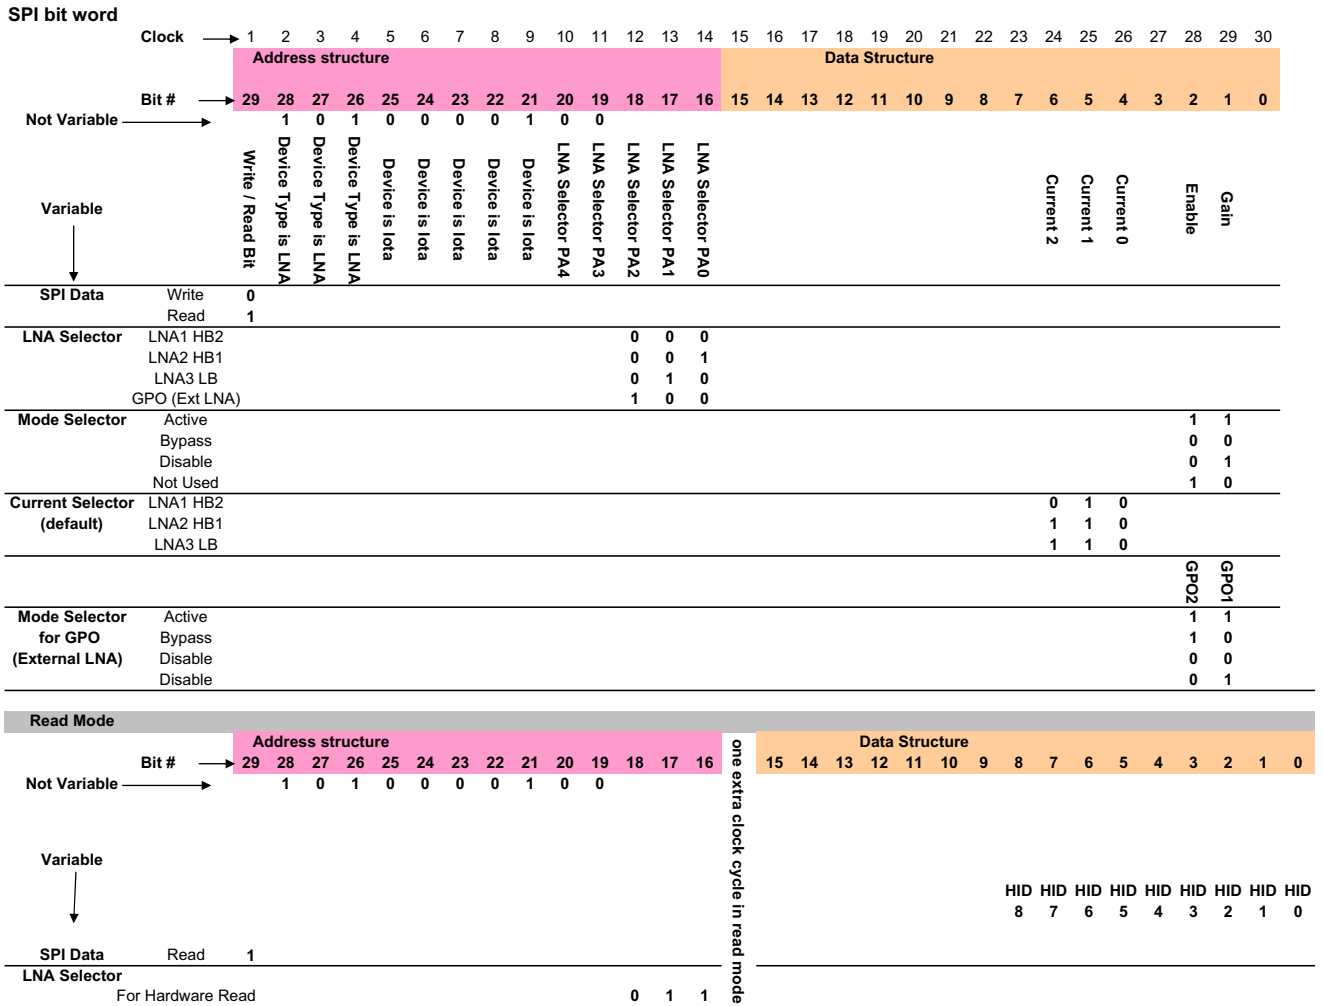 SPI bit word
Clock 1 2 3 4 5 6 7 8 9 10 11 12 13 14 15 16 17 18 19 20 21 22 23 24 25 26 27 28 29 30
Address structure Data Structure
Bit # 29 28 27 26 25 24 23 22 21 20 19 18 17 16 15 14 13 12 11 10 9 8 7 6 5 4 3 2 1 0
Not Variable 1 0 1 0 0 0 0 1 0 0
Variable
Write / Read Bit
Device Type is LNA
Device Type is LNA
Device Type is LNA
Device is Iota
Device is Iota
Device is Iota
Device is Iota
Device is Iota
LNA Selector PA4
LNA Selector PA3
LNA Selector PA2
LNA Selector PA1
LNA Selector PA0
Current 2
Current 1
Current 0
Enable
Gain
SPI Data Write 0
Read 1
LNA Selector LNA1 HB2 0 0 0
LNA2 HB1 0 0 1
LNA3 LB 0 1 0
GPO (Ext LNA) 1 0 0
Mode Selector Active 1 1
Bypass 0 0
Disable 0 1
Not Used 1 0
Current Selector LNA1 HB2 0 1 0
(default) LNA2 HB1 1 1 0
LNA3 LB 1 1 0
GPO2
GPO1
Mode Selector Active 1 1
for GPO Bypass 1 0
(External LNA) Disable 0 0
Disable 0 1
Read Mode
Address structure Data Structure
Bit # 29 28 27 26 25 24 23 22 21 20 19 18 17 16 15 14 13 12 11 10 9 8 7 6 5 4 3 2 1 0
Not Variable 1 0 1 0 0 0 0 1 0 0
one extra clock cycle in read mode
Variable
HID HID HID HID HID HID HID HID HID
8 7 6 5 4 3 2 1 0
SPI Data Read 1
LNA Selector
For Hardware Read 0 1 1